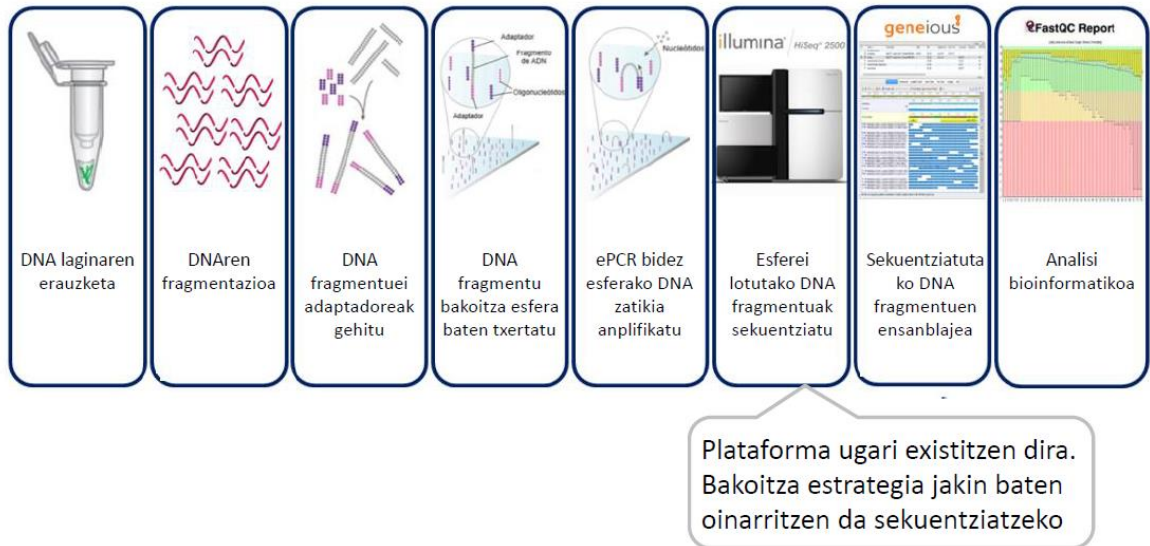 Adaptador
Fragmento
de ADN
Oligonucleótidos
Adaptador
Nucleótidos
illumina
HiSeq 2500
geneious
FastQC Report
DNA laginaren
erauzketa
DNAren
fragmentazioa
DNA
fragmentuei
adaptadoreak
gehitu
DNA
fragmentu
bakoitza esfera
baten txertatu
ePCR bidez
esferako DNA
zatikia
anplifikatu
Esferei
lotutako DNA
fragmentuak
sekuentziatu
Sekuentziatuta
ko DNA
fragmentuen
ensanblajea
Analisi
bioinformatikoa
Plataforma ugari existitzen dira.
Bakoitza estrategia jakin baten
oinarritzen da sekuentziatzeko